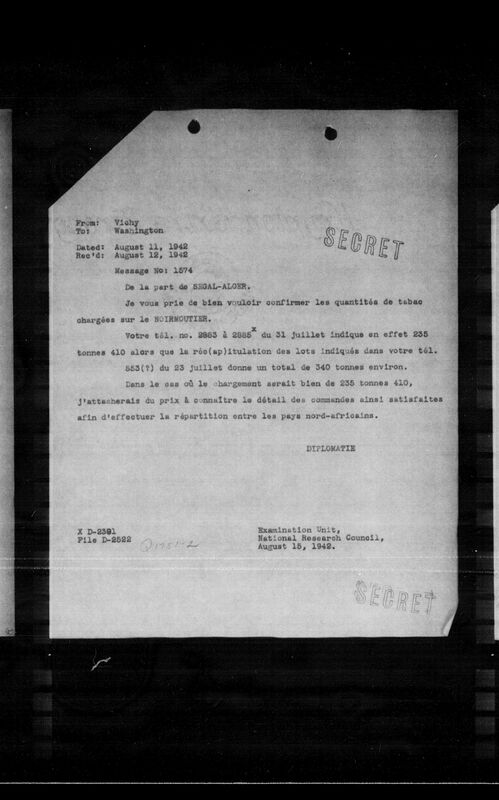 From: Vichy
To: Washington
Dated: August 11, 1942
Rec'd: August 12, 1942
Message No: 1574
SECRET
De la part de SEGAL-ALGER.
Je vous prie de bien vouloir confirmer les quantités de tabac
chargées sur le NOIRMOUTIER.
Votre tél. no. 2883 à 2885 x du 31 juillet indique en effet 235
tonnes 410 alors que la réc(ap)itulation des lots indiqués dans votre tél.
553(?) du 23 juillet donne un total de 340 tonnes environ.
Dans le cas où le chargement serait bien de 235 tonnes 410,
j'attacherais du prix à connaître le détail des commandes ainsi satisfaites
afin d'effectuer la répartition entre les pays nord-africains.
DIPLOMATIE
X D-2391
File D-2522
Examination Unit,
National Research Council,
August 15, 1942.
SECRET